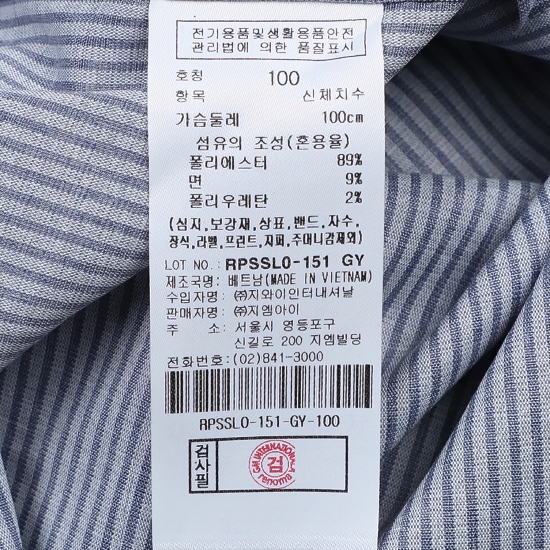 전기용품및생활용품안전
관리법에 의한 품질표시
호칭 100
항목 신체치수
가슴둘레 100cm
섬유의 조성(혼용율)
폴리에스터 89%
면 9%
폴리우레탄 2%
(심지,보강재,상표,밴드,자수,
장식,라벨,프린트,지퍼,주머니감제외)
LOT NO.: RPSSL0-151 GY
제조국명: 베트남(MADE IN VIETNAM)
수입자명: ㈜지와이인터내셔날
판매자명: ㈜지엠아이
주 소: 서울시 영등포구
신길로 200 지엠빌딩
전화번호: (02)841-3000
RPSSL0-151-GY-100
검사필
GMI INTERNATIONAL
검
renoma